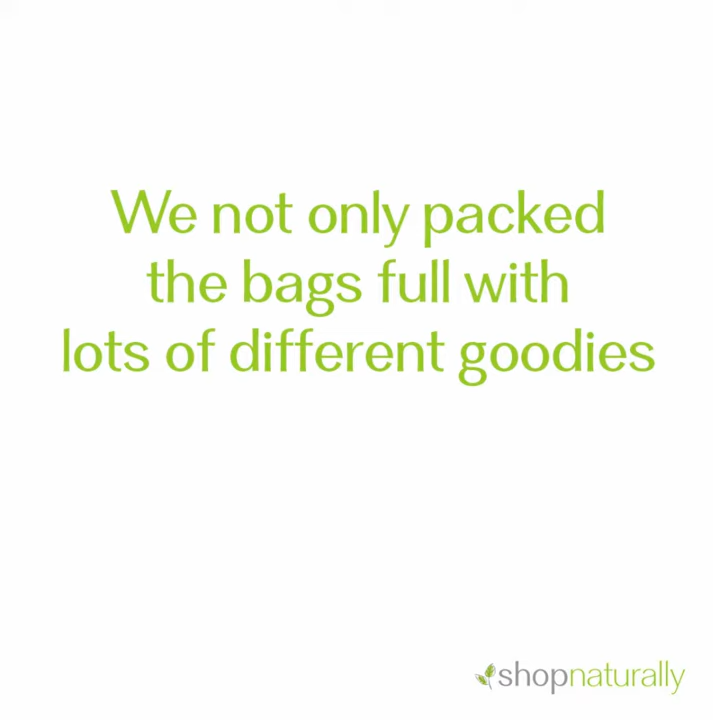 We not only packed
the bags full with
lots of different goodies
shopnaturally